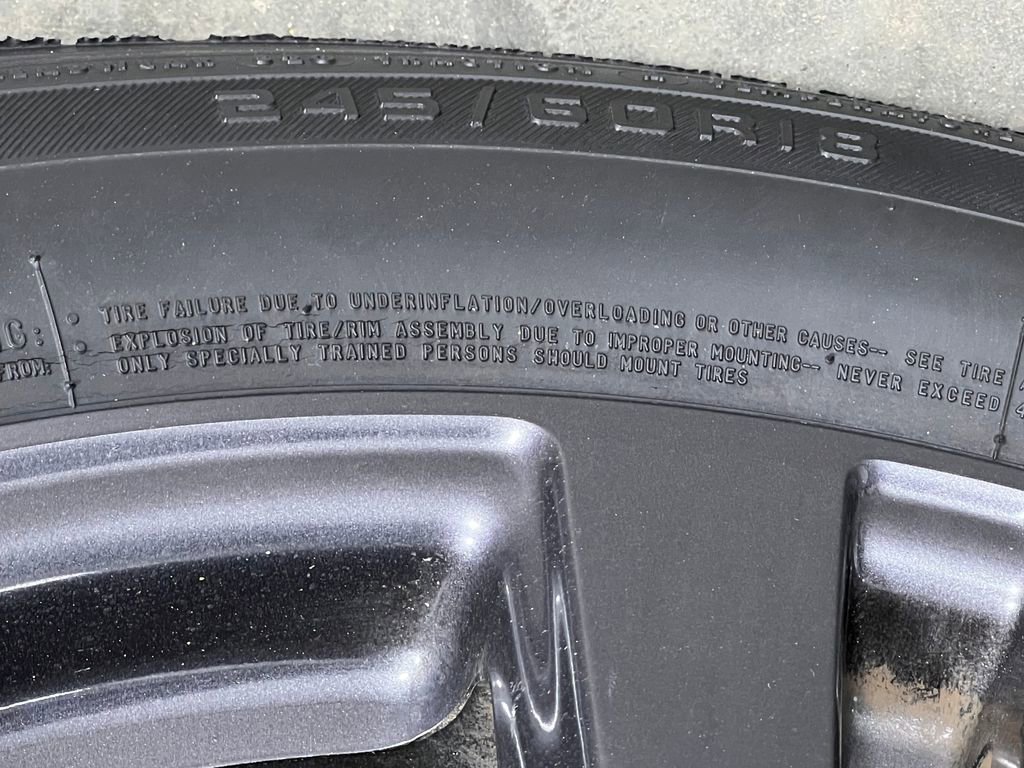 245/60R18
TIRE FAILURE DUE TO UNDERINFLATION/OVERLOADING OR OTHER CAUSES-- SEE TIRE
FROM:
EXPLOSION OF TIRE/RIM ASSEMBLY DUE TO IMPROPER MOUNTING-- NEVER EXCEED
ONLY SPECIALLY TRAINED PERSONS SHOULD MOUNT TIRES